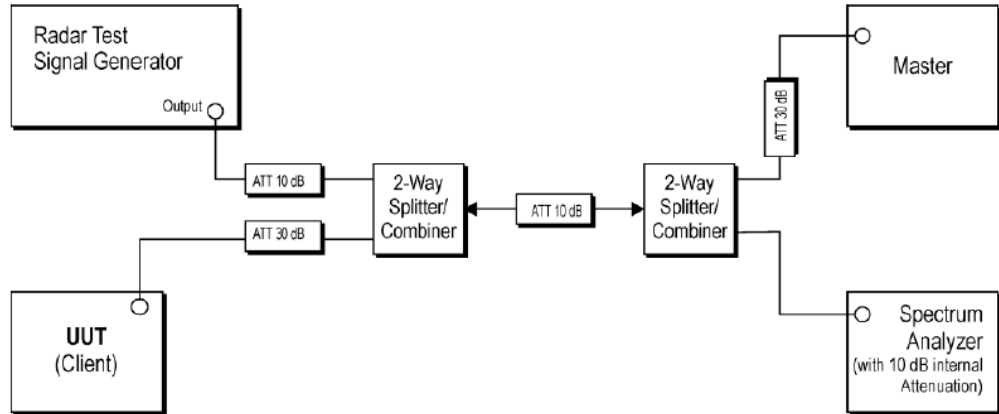 Radar Test
Signal Generator
Output
Master
ATT 30 dB
ATT 10 dB
2-Way
Splitter/
Combiner
ATT 10 dB
2-Way
Splitter/
Combiner
ATT 30 dB
UUT
(Client)
Spectrum
Analyzer
(with 10 dB internal
Attenuation)